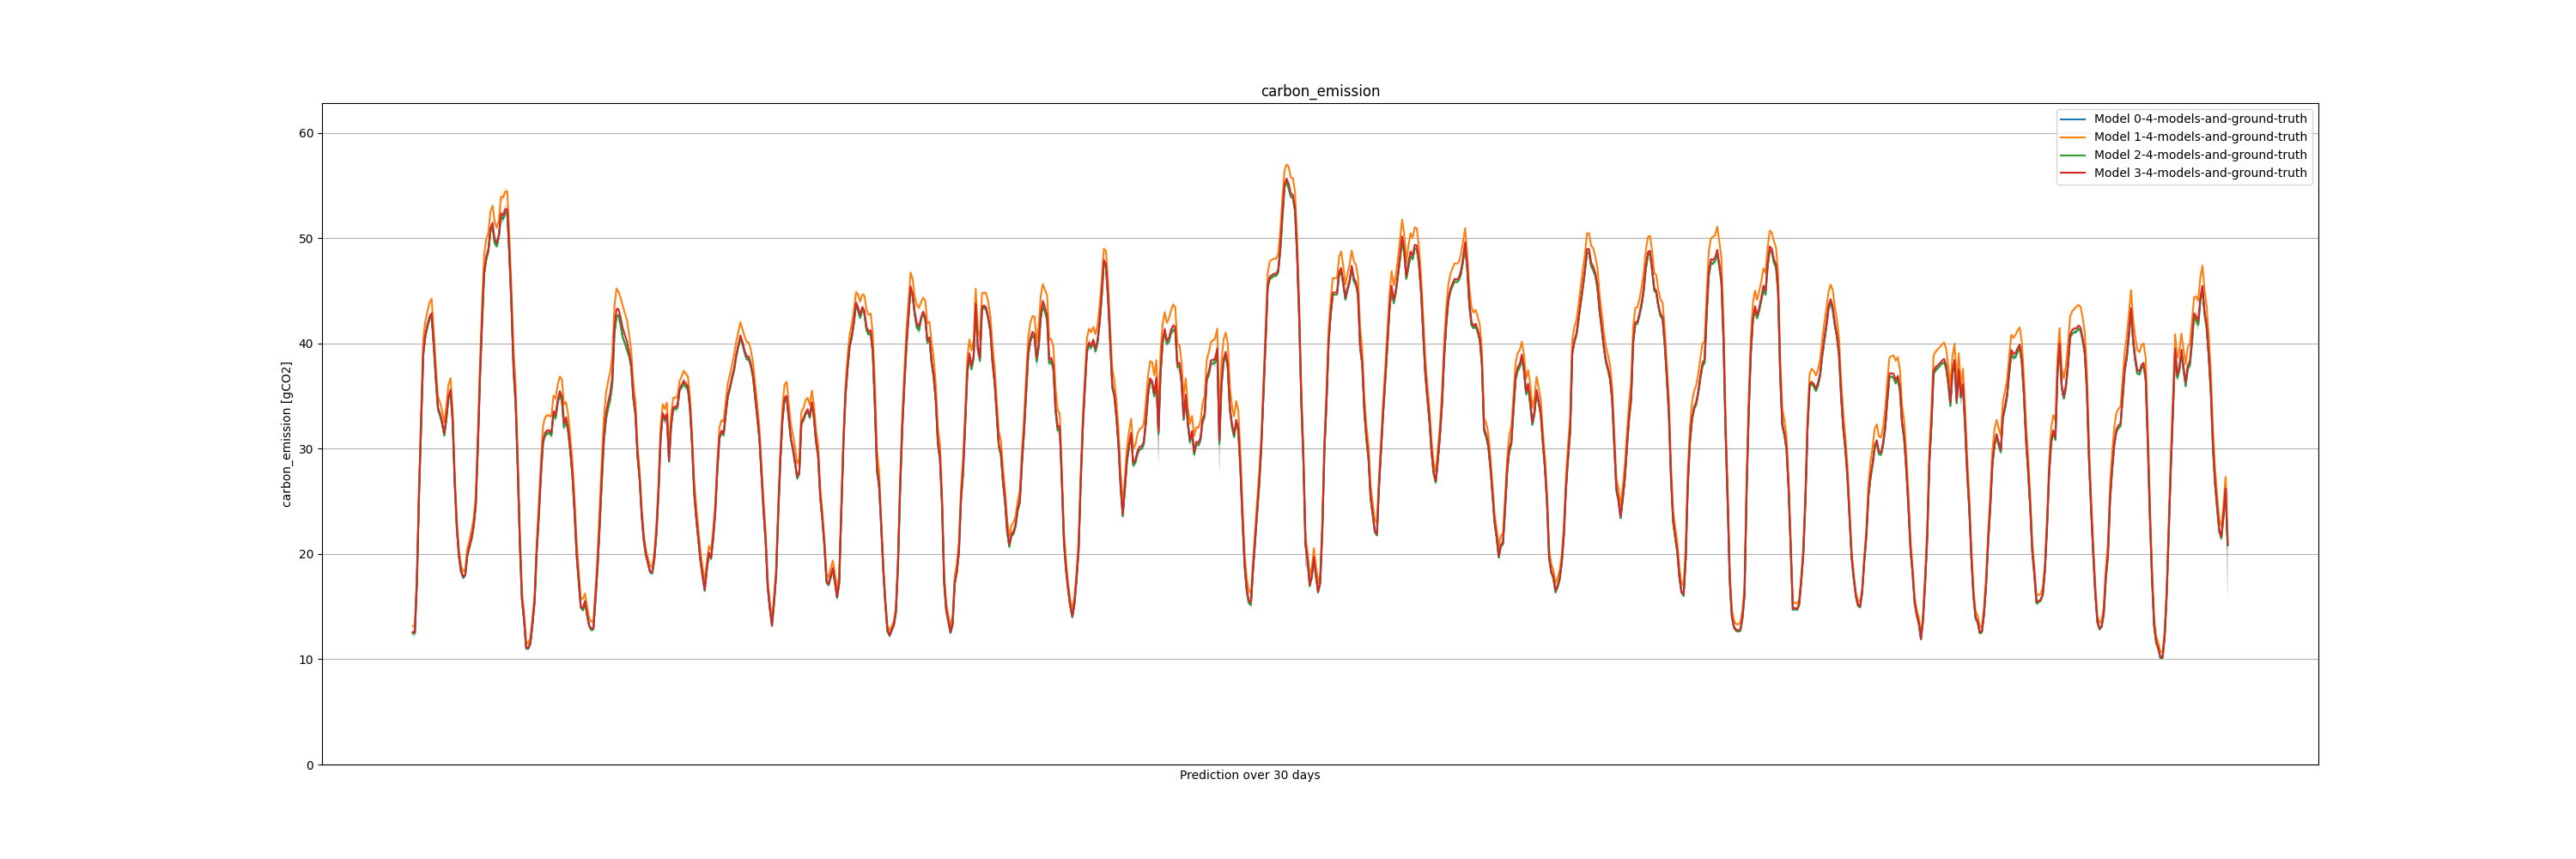 carbon_emission
Model 0-4-models-and-ground-truth
Model 1-4-models-and-ground-truth
Model 2-4-models-and-ground-truth
Model 3-4-models-and-ground-truth
60
50
40
30
20
10
0
carbon_emission [gCO2]
Prediction over 30 days